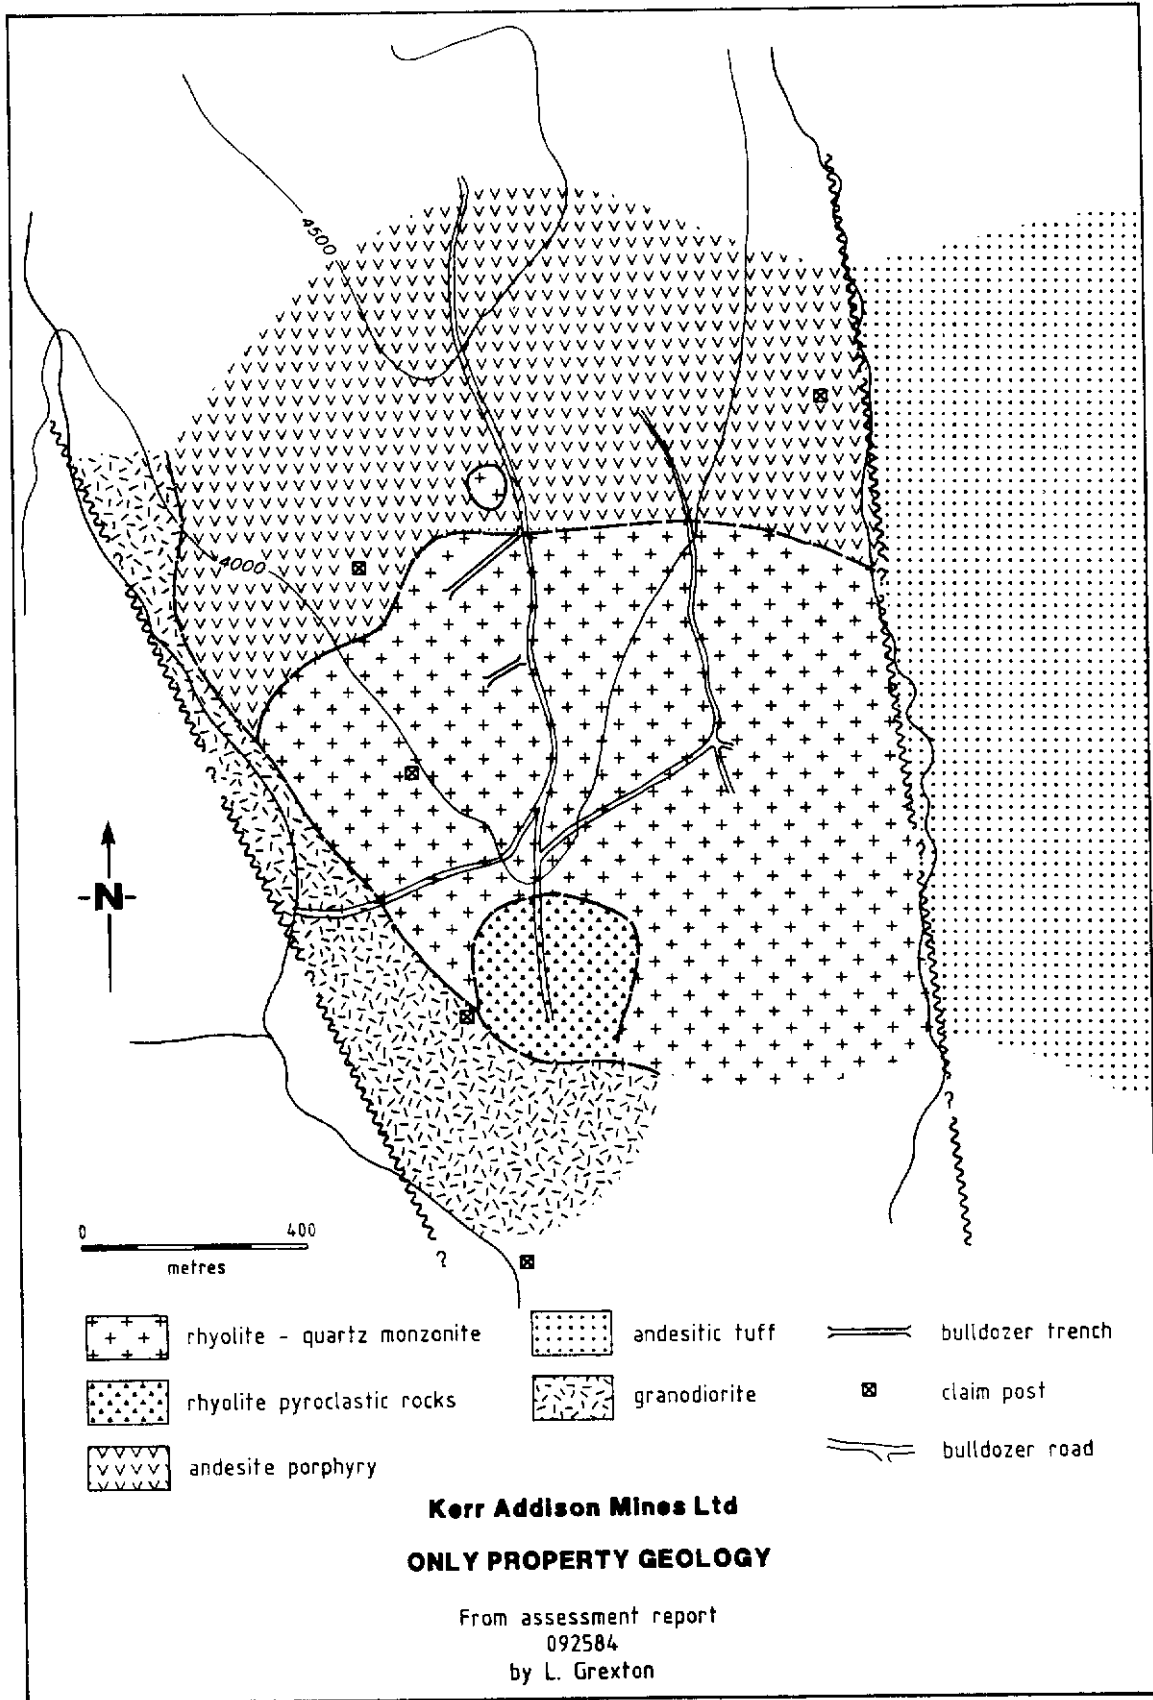 4500
4000
?
?
?
?
?
?
-N-
0 400
metres
rhyolite - quartz monzonite
rhyolite pyroclastic rocks
andesite porphyry
andesitic tuff
granodiorite
bulldozer trench
claim post
bulldozer road
Kerr Addison Mines Ltd
ONLY PROPERTY GEOLOGY
From assessment report
092584
by L. Grexton